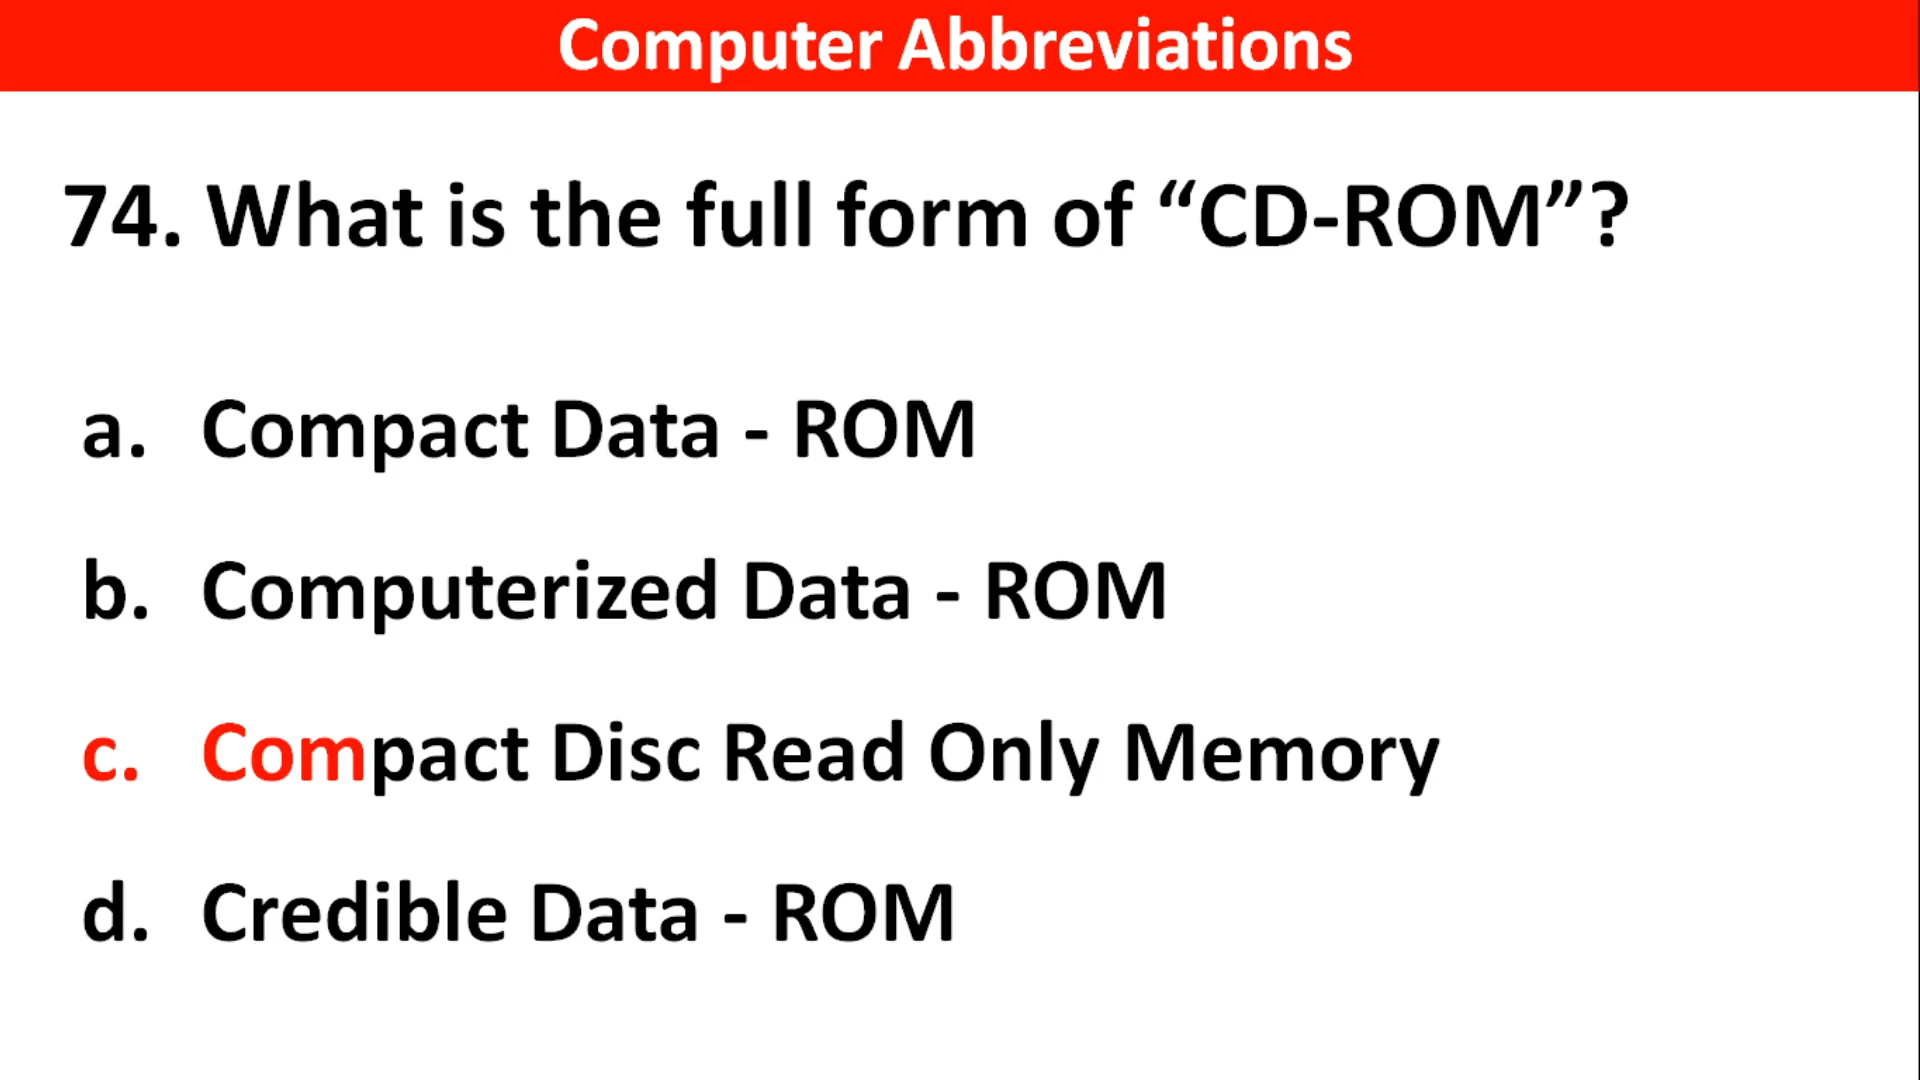 Computer Abbreviations
74. What is the full form of “CD-ROM”?
a. Compact Data - ROM
b. Computerized Data - ROM
c. Compact Disc Read Only Memory
d. Credible Data - ROM